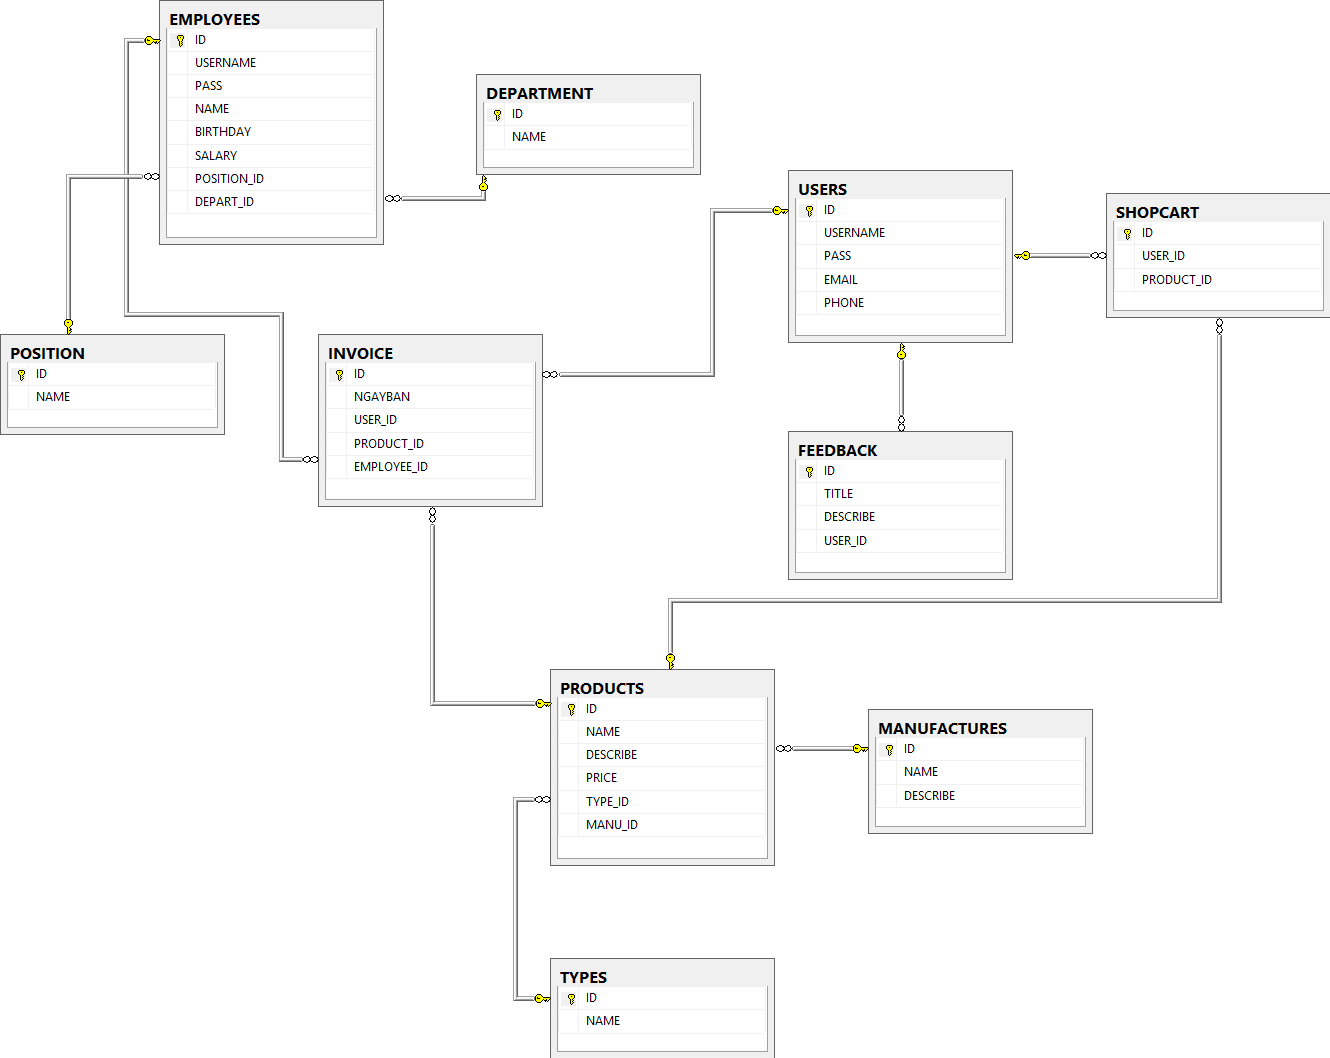 EMPLOYEES
ID
USERNAME
PASS
NAME
BIRTHDAY
SALARY
POSITION_ID
DEPART_ID
DEPARTMENT
ID
NAME
USERS
ID
USERNAME
PASS
EMAIL
PHONE
SHOPCART
ID
USER_ID
PRODUCT_ID
POSITION
ID
NAME
INVOICE
ID
NGAYBAN
USER_ID
PRODUCT_ID
EMPLOYEE_ID
FEEDBACK
ID
TITLE
DESCRIBE
USER_ID
PRODUCTS
ID
NAME
DESCRIBE
PRICE
TYPE_ID
MANU_ID
MANUFACTURES
ID
NAME
DESCRIBE
TYPES
ID
NAME